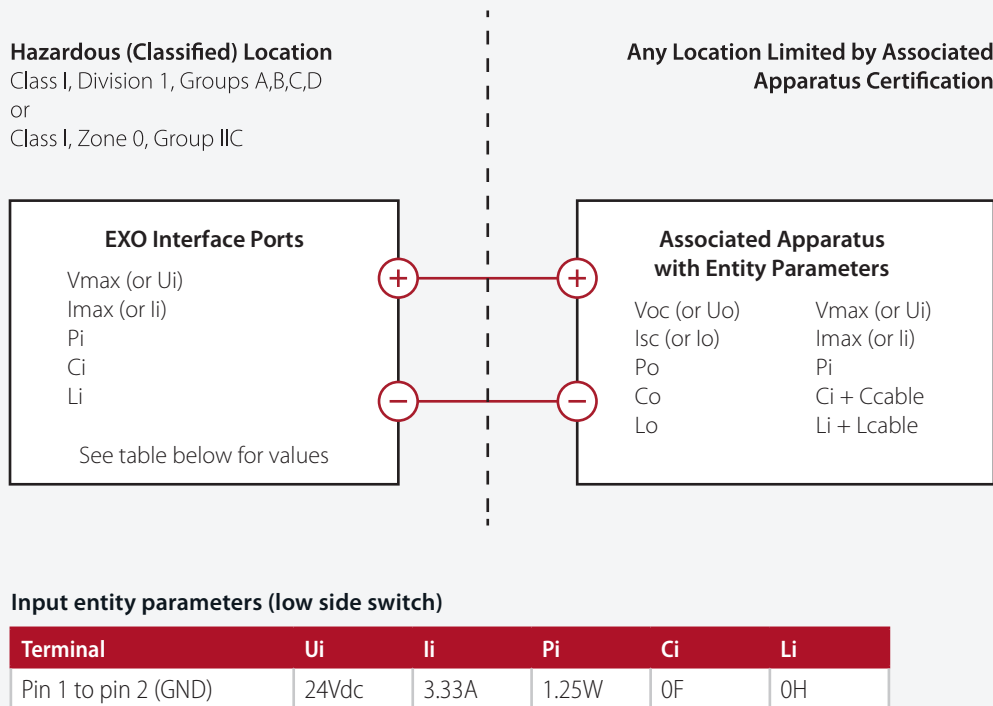 Hazardous (Classified) Location
Class I, Division 1, Groups A,B,C,D
or
Class I, Zone 0, Group IIC
Any Location Limited by Associated
Apparatus Certification
EXO Interface Ports
Vmax (or Ui)
Imax (or Ii)
Pi
Ci
Li
See table below for values
+
−
+
−
Associated Apparatus
with Entity Parameters
Voc (or Uo) Vmax (or Ui)
Isc (or Io) Imax (or Ii)
Po Pi
Co Ci + Ccable
Lo Li + Lcable
Input entity parameters (low side switch)
Terminal Ui Ii Pi Ci Li
Pin 1 to pin 2 (GND) 24Vdc 3.33A 1.25W 0F 0H